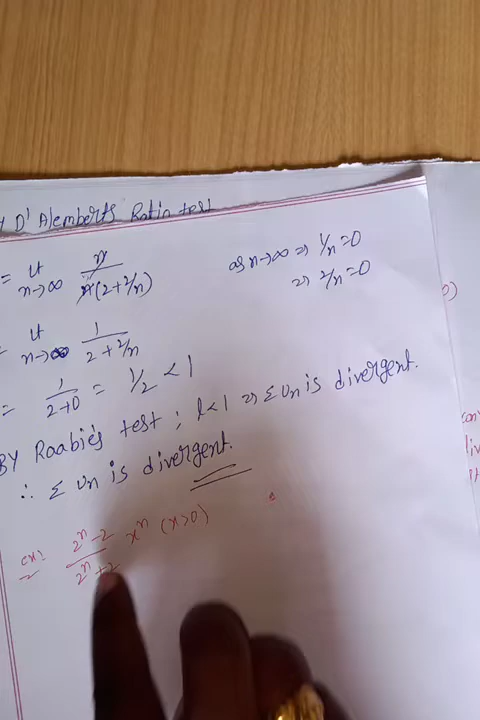 D' Alemberts Ratio test
= lt n→∞ n/n(2+2/n) as n→∞ ⇒ 1/n=0
⇒ 2/n=0
= lt n→∞ 1/2+2/n
= 1/2+0 = 1/2 < 1
BY Raabie's test ; l<1 ⇒ Σun is divergent.
∴ Σ un is divergent.
ex: 2^n-2/2^n+2 x^n (x>0)